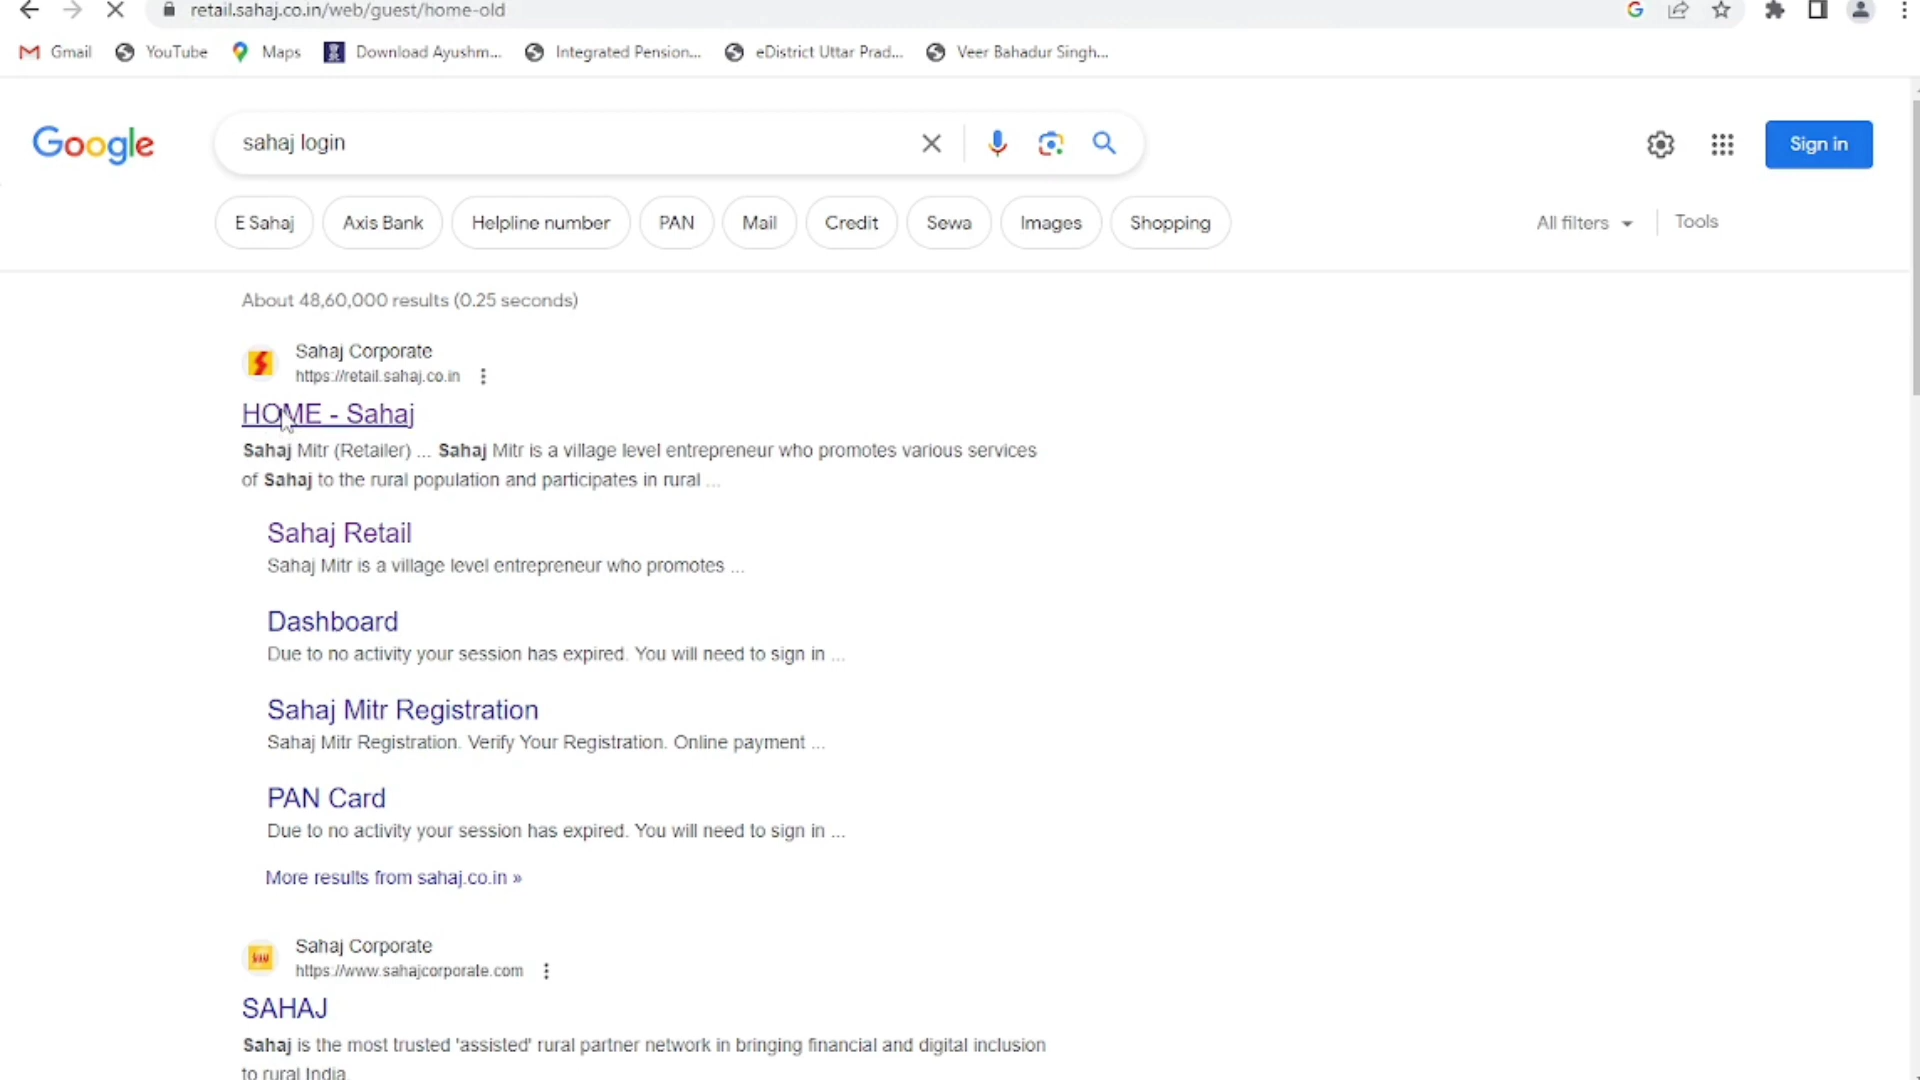 retail.sahaj.co.in/web/guest/home-old
Gmail YouTube Maps Download Ayushm... Integrated Pension... eDistrict Uttar Prad... Veer Bahadur Singh...
Google sahaj login Sign in
E Sahaj Axis Bank Helpline number PAN Mail Credit Sewa Images Shopping All filters Tools
About 48,60,000 results (0.25 seconds)
Sahaj Corporate
https://retail.sahaj.co.in
HOME - Sahaj
Sahaj Mitr (Retailer) ... Sahaj Mitr is a village level entrepreneur who promotes various services
of Sahaj to the rural population and participates in rural ...
Sahaj Retail
Sahaj Mitr is a village level entrepreneur who promotes ...
Dashboard
Due to no activity your session has expired. You will need to sign in ...
Sahaj Mitr Registration
Sahaj Mitr Registration. Verify Your Registration. Online payment ...
PAN Card
Due to no activity your session has expired. You will need to sign in ...
More results from sahaj.co.in »
Sahaj Corporate
https://www.sahajcorporate.com
SAHAJ
Sahaj is the most trusted 'assisted' rural partner network in bringing financial and digital inclusion
to rural India.